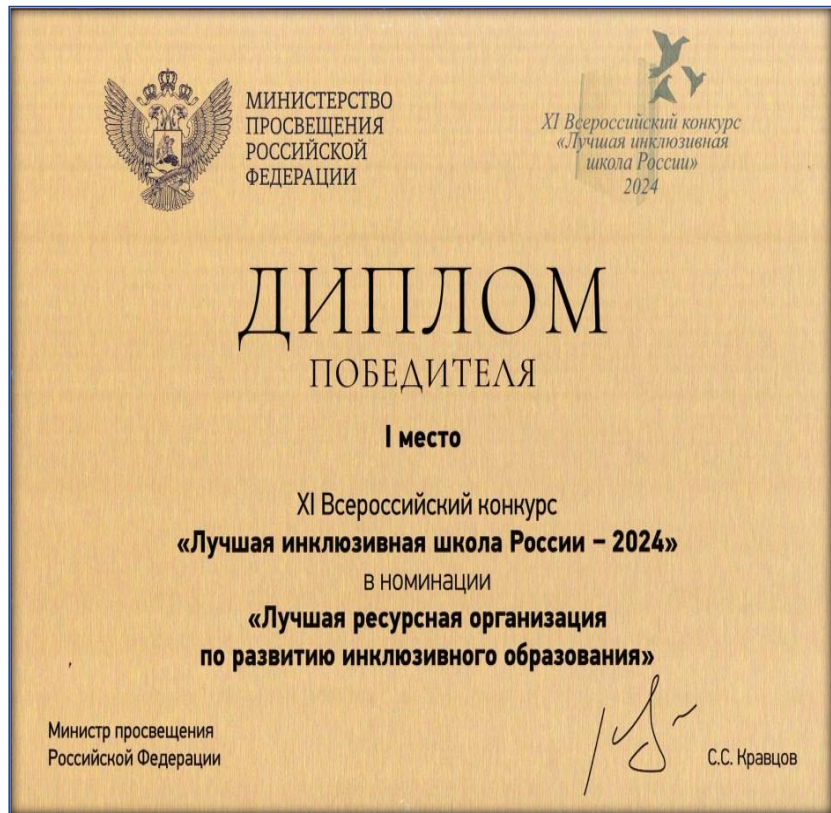 МИНИСТЕРСТВО
ПРОСВЕЩЕНИЯ
РОССИЙСКОЙ
ФЕДЕРАЦИИ
XI Всероссийский конкурс
«Лучшая инклюзивная
школа России»
2024
ДИПЛОМ
ПОБЕДИТЕЛЯ
I место
XI Всероссийский конкурс
«Лучшая инклюзивная школа России – 2024»
в номинации
«Лучшая ресурсная организация
по развитию инклюзивного образования»
Министр просвещения
Российской Федерации
С.С. Кравцов